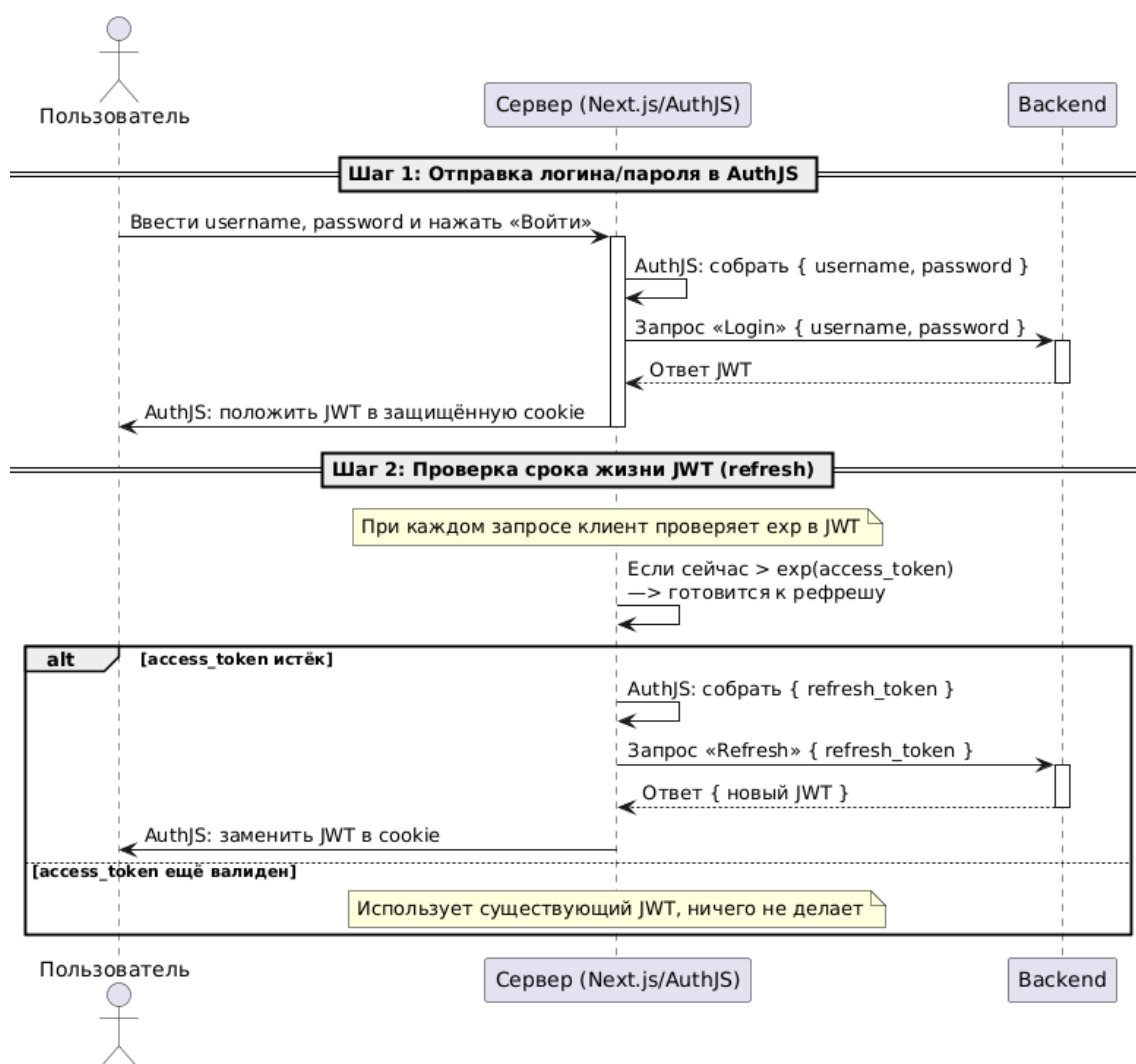 Пользователь
Сервер (Next.js/AuthJS)
Backend
Шаг 1: Отправка логина/пароля в AuthJS
Ввести username, password и нажать «Войти»
AuthJS: собрать { username, password }
Запрос «Login» { username, password }
Ответ JWT
AuthJS: положить JWT в защищённую cookie
Шаг 2: Проверка срока жизни JWT (refresh)
При каждом запросе клиент проверяет exp в JWT
Если сейчас > exp(access_token)
—> готовится к рефрешу
alt
[access_token истёк]
AuthJS: собрать { refresh_token }
Запрос «Refresh» { refresh_token }
Ответ { новый JWT }
AuthJS: заменить JWT в cookie
[access_token ещё валиден]
Использует существующий JWT, ничего не делает
Пользователь
Сервер (Next.js/AuthJS)
Backend